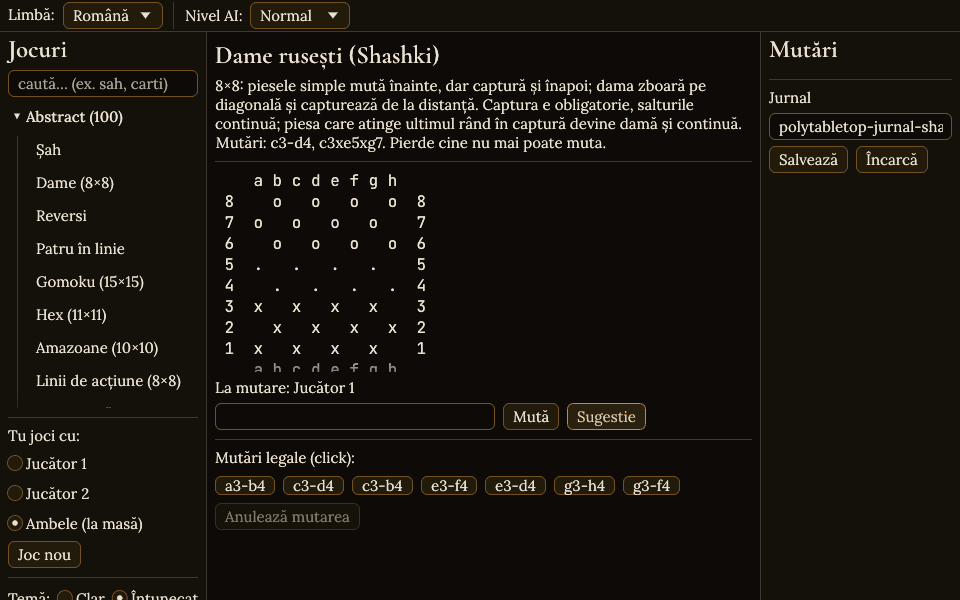 Limbă: Română ▼ Nivel AI: Normal ▼
Jocuri
caută... (ex. sah, carti)
▼ Abstract (100)
Șah
Dame (8×8)
Reversi
Patru în linie
Gomoku (15×15)
Hex (11×11)
Amazoane (10×10)
Linii de acțiune (8×8)
Tu joci cu:
Jucător 1
Jucător 2
Ambele (la masă)
Joc nou
Temă: Clar Întunecat
Dame rusești (Shashki)
8×8: piesele simple mută înainte, dar captură și înapoi; dama zboară pe
diagonală și capturează de la distanță. Captura e obligatorie, salturile
continuă; piesa care atinge ultimul rând în captură devine damă și continuă.
Mutări: c3-d4, c3xe5xg7. Pierde cine nu mai poate muta.
a b c d e f g h
8 o o o o 8
7 o o o o 7
6 o o o o 6
5 . . . . 5
4 . . . . 4
3 x x x x 3
2 x x x x 2
1 x x x x 1
a b c d e f g h
La mutare: Jucător 1
Mută Sugestie
Mutări legale (click):
a3-b4 c3-d4 c3-b4 e3-f4 e3-d4 g3-h4 g3-f4
Anulează mutarea
Mutări
Jurnal
polytabletop-jurnal-sha
Salvează Încarcă